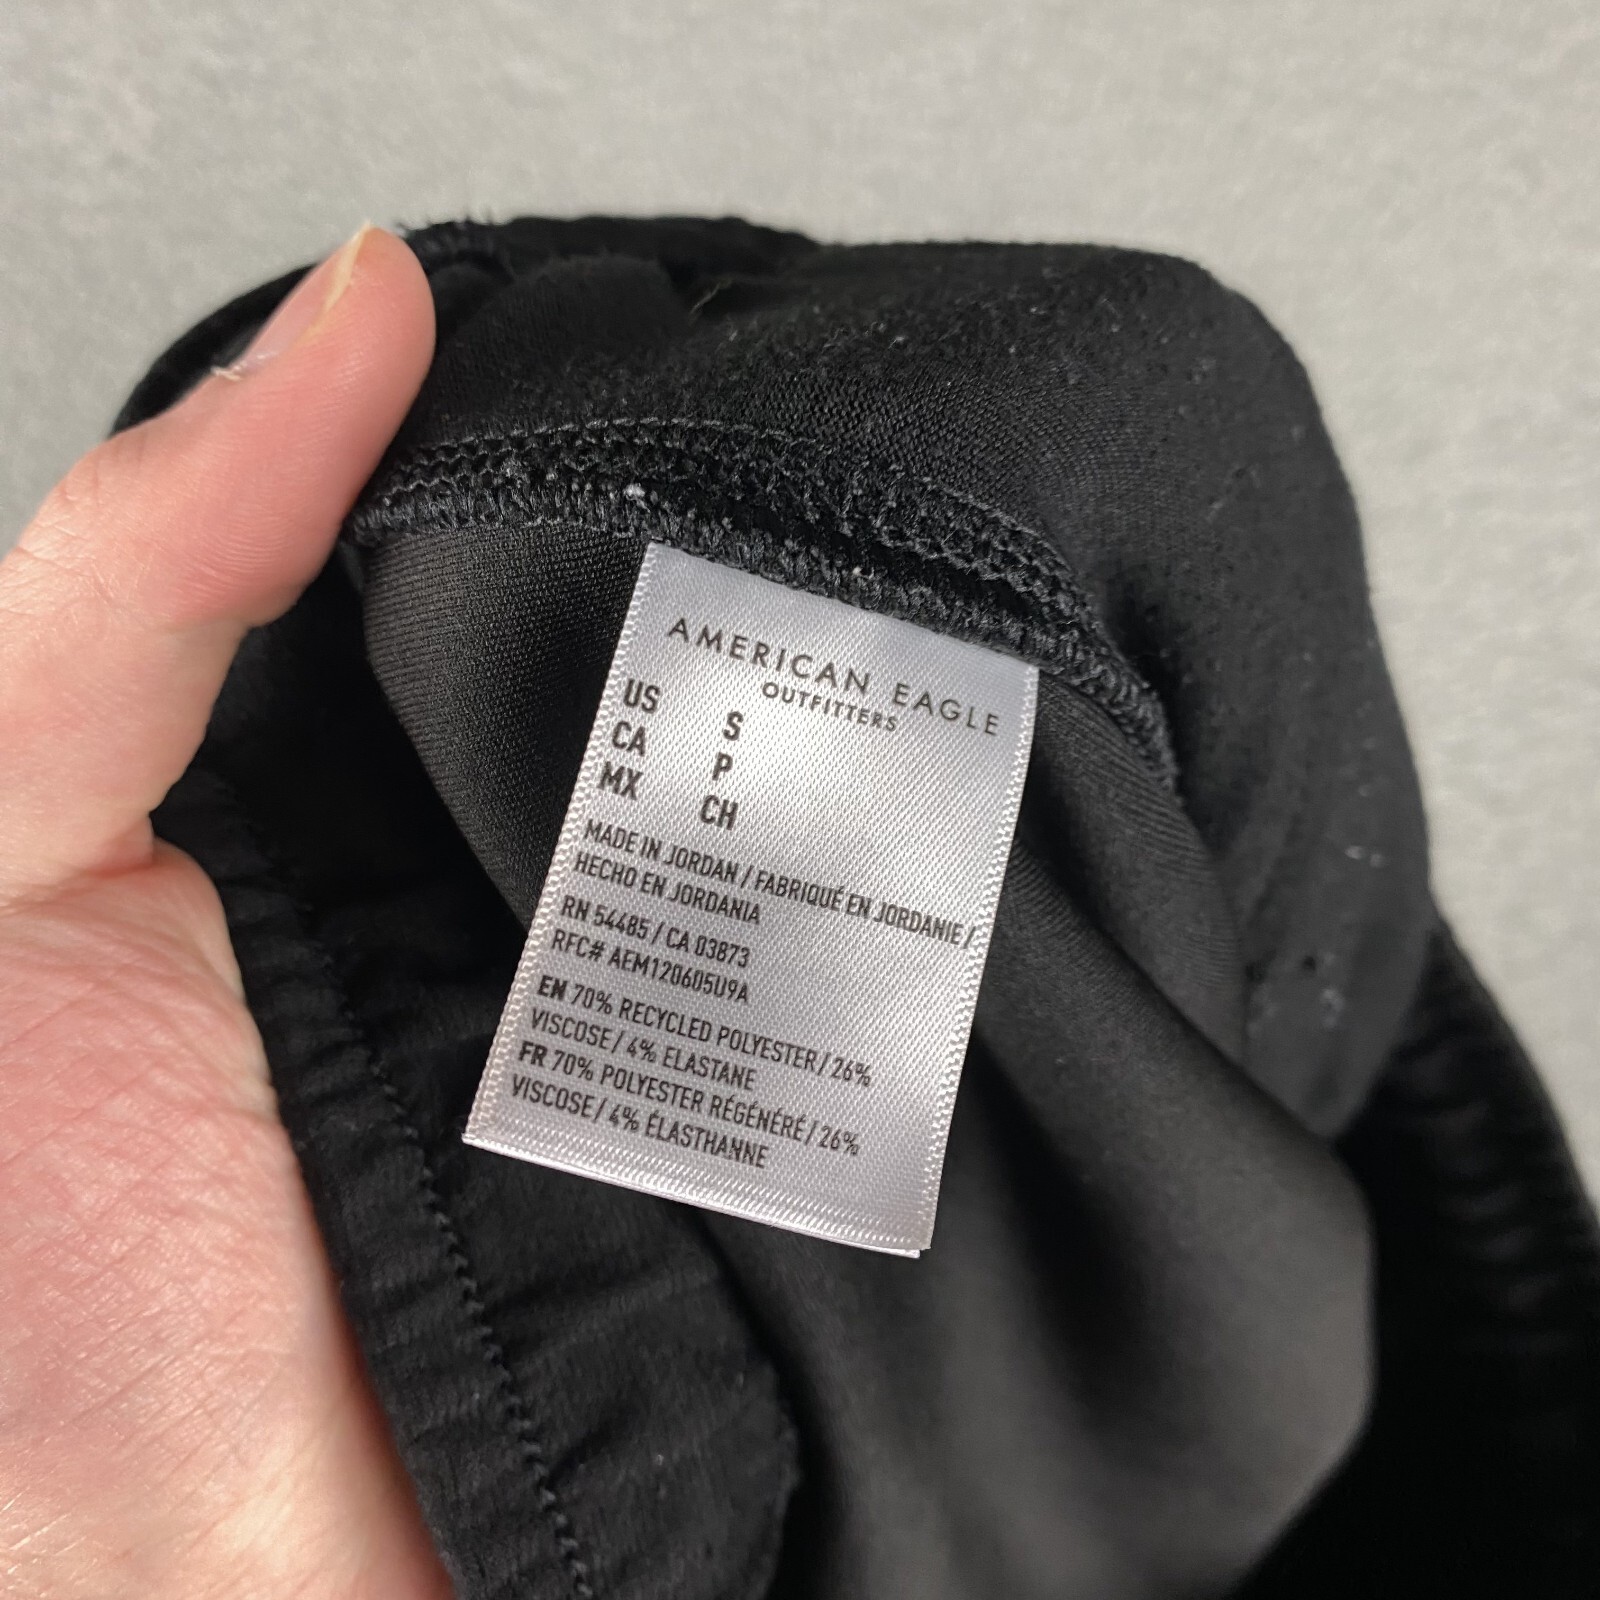 AMERICAN EAGLE
OUTFITTERS
US S
CA P
MX CH
MADE IN JORDAN / FABRIQUÉ EN JORDANIE /
HECHO EN JORDANIA
RN 54485 / CA 03873
RFC# AEM120605U9A
EN 70% RECYCLED POLYESTER / 26%
VISCOSE / 4% ELASTANE
FR 70% POLYESTER RÉGÉNÉRÉ / 26%
VISCOSE / 4% ÉLASTHANNE